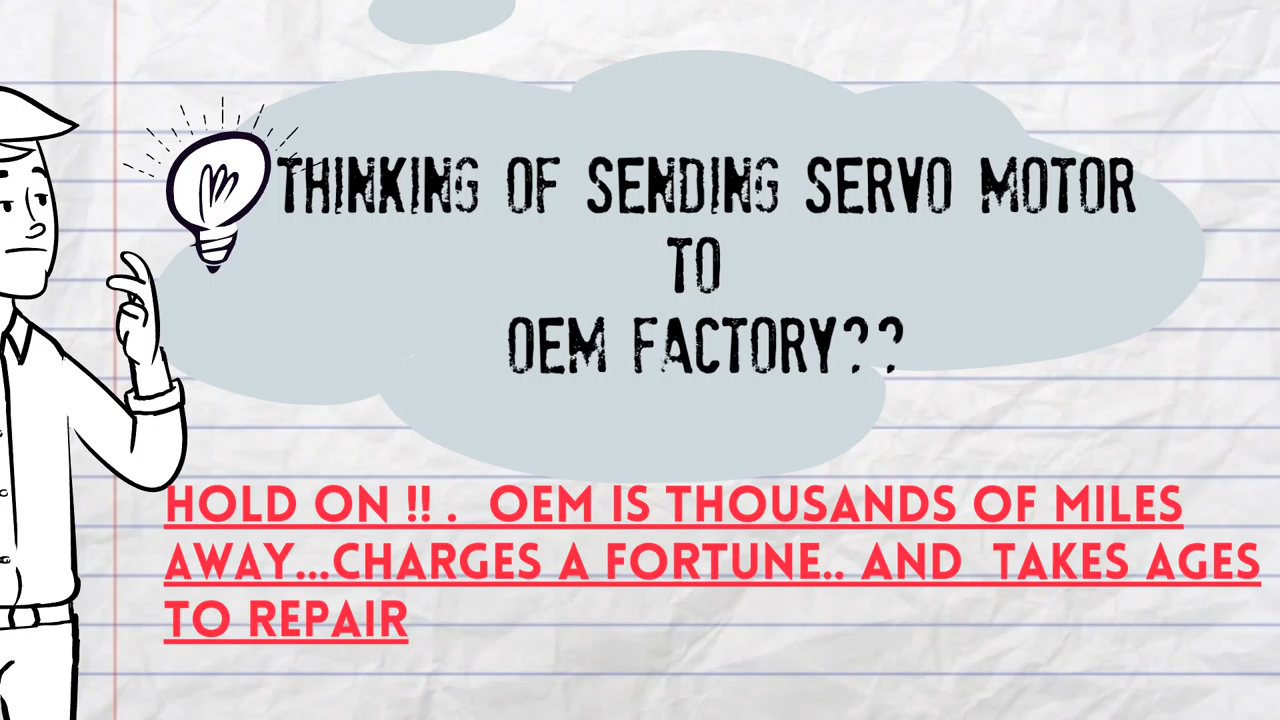 THINKING OF SENDING SERVO MOTOR
TO
OEM FACTORY??
HOLD ON !! . OEM IS THOUSANDS OF MILES
AWAY...CHARGES A FORTUNE.. AND TAKES AGES
TO REPAIR